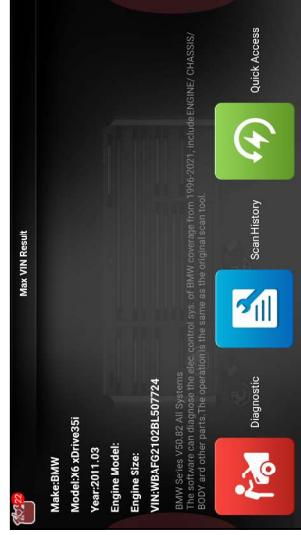 22
Max VIN Result
Make:BMW
Model:X6 xDrive35i
Year:2011.03
Engine Model:
Engine Size:
VIN:WBAFG2102BL507724
BMW, Series V50.82 All Systems
The software can diagnose the elec. control sys. of BMW coverage from 1996-2021, include ENGINE/ CHASSIS/
BODY and other parts.The operation is the same as the original scan tool.
Diagnostic
Scan History
Quick Access